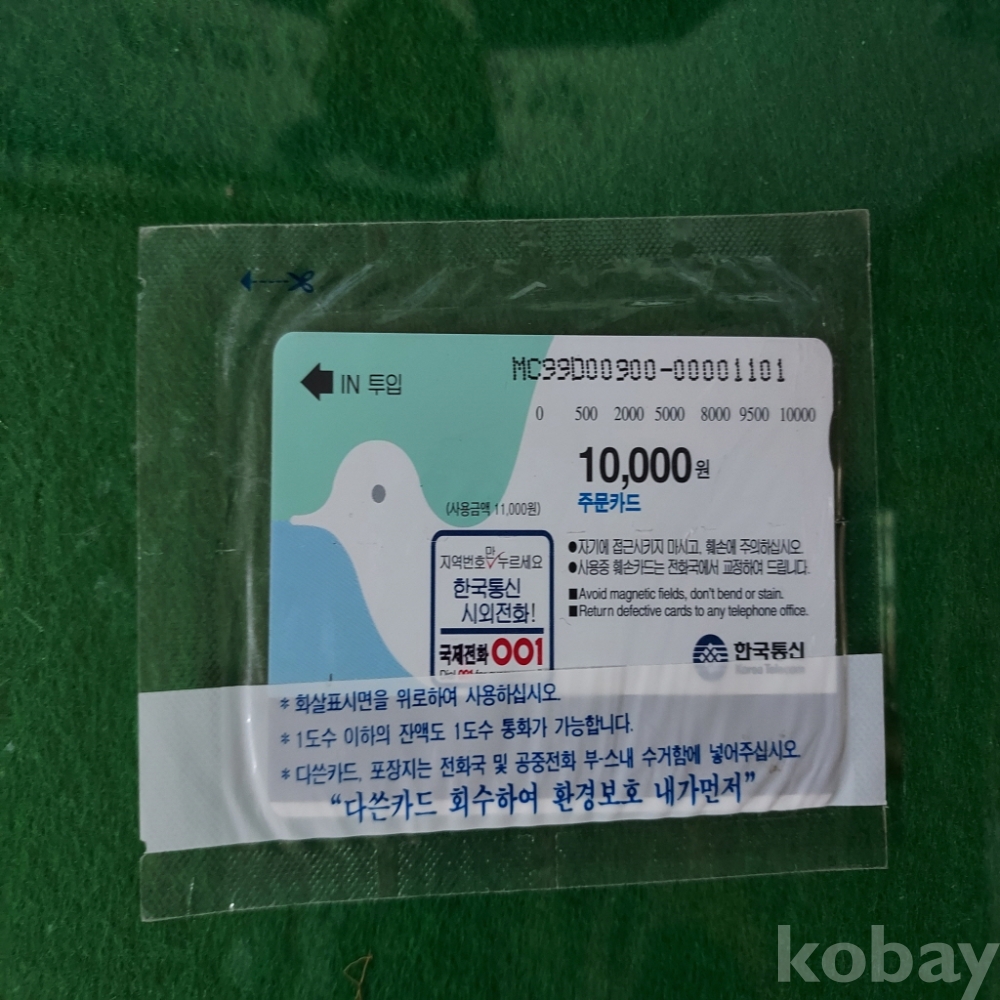 IN 투입
MC99D00900-00001101
0 500 2000 5000 8000 9500 10000
10,000원
주문카드
(사용금액 11,000원)
지역번호만누르세요
한국통신
시외전화!
국제전화 001
●자기에 접근시키지 마시고, 훼손에 주의하십시오.
●사용중 훼손카드는 전화국에서 교정하여 드립니다.
■Avoid magnetic fields, don't bend or stain.
■Return defective cards to any telephone office.
한국통신
Korea Telecom
* 화살표시면을 위로하여 사용하십시오.
* 1도수 이하의 잔액도 1도수 통화가 가능합니다.
* 다쓴카드, 포장지는 전화국 및 공중전화 부·스내 수거함에 넣어주십시오.
“다쓴카드 회수하여 환경보호 내가먼저”
kobay